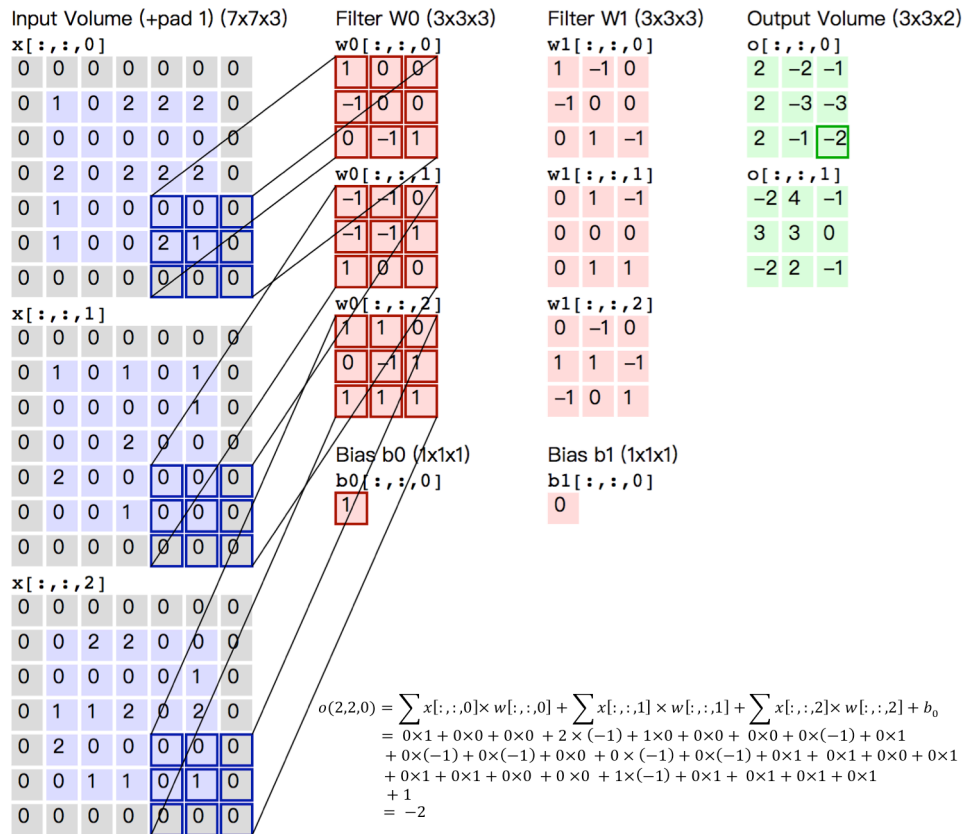 Input Volume (+pad 1) (7x7x3)
x[:,:,0]
0 0 0 0 0 0 0
0 1 0 2 2 2 0
0 0 0 0 0 0 0
0 2 0 2 2 2 0
0 1 0 0 0 0 0
0 1 0 0 2 1 0
0 0 0 0 0 0 0
x[:,:,1]
0 0 0 0 0 0 0
0 1 0 1 0 1 0
0 0 0 0 0 1 0
0 0 0 2 0 0 0
0 2 0 0 0 0 0
0 0 0 1 0 0 0
0 0 0 0 0 0 0
x[:,:,2]
0 0 0 0 0 0 0
0 0 2 2 0 0 0
0 0 0 0 0 1 0
0 1 1 2 0 2 0
0 2 0 0 0 0 0
0 0 1 1 0 1 0
0 0 0 0 0 0 0
Filter W0 (3x3x3)
w0[:,:,0]
1 0 0
−1 0 0
0 −1 1
w0[:,:,1]
−1 −1 0
−1 −1 1
1 0 0
w0[:,:,2]
1 1 0
0 −1 1
1 1 1
Bias b0 (1x1x1)
b0[:,:,0]
1
Filter W1 (3x3x3)
w1[:,:,0]
1 −1 0
−1 0 0
0 1 −1
w1[:,:,1]
0 1 −1
0 0 0
0 1 1
w1[:,:,2]
0 −1 0
1 1 −1
−1 0 1
Bias b1 (1x1x1)
b1[:,:,0]
0
Output Volume (3x3x2)
o[:,:,0]
2 −2 −1
2 −3 −3
2 −1 −2
o[:,:,1]
−2 4 −1
3 3 0
−2 2 −1
o(2,2,0) = ∑ x[:,:,0]× w[:,:,0] + ∑ x[:,:,1] × w[:,:,1] + ∑ x[:,:,2]× w[:,:,2] + b₀
= 0×1 + 0×0 + 0×0 + 2 × (−1) + 1×0 + 0×0 + 0×0 + 0×(−1) + 0×1
+ 0×(−1) + 0×(−1) + 0×0 + 0 × (−1) + 0×(−1) + 0×1 + 0×1 + 0×0 + 0×1
+ 0×1 + 0×1 + 0×0 + 0 ×0 + 1×(−1) + 0×1 + 0×1 + 0×1 + 0×1
+ 1
= −2